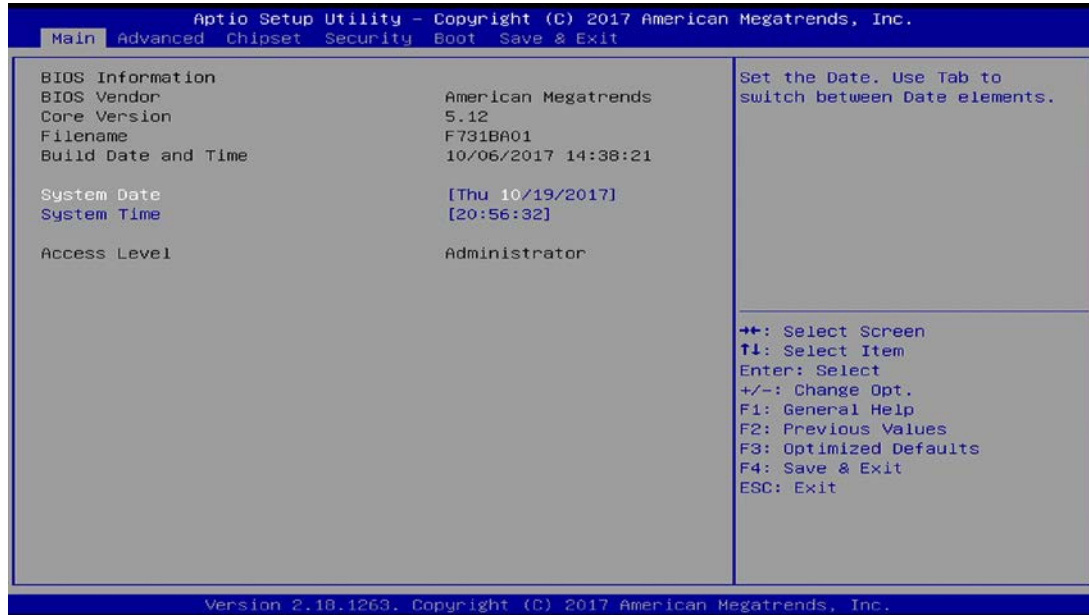 Aptio Setup Utility – Copyright (C) 2017 American Megatrends, Inc.
Main Advanced Chipset Security Boot Save & Exit
BIOS Information
BIOS Vendor American Megatrends
Core Version 5.12
Filename F731BA01
Build Date and Time 10/06/2017 14:38:21
System Date [Thu 10/19/2017]
System Time [20:56:32]
Access Level Administrator
Set the Date. Use Tab to
switch between Date elements.
→←: Select Screen
↑↓: Select Item
Enter: Select
+/-: Change Opt.
F1: General Help
F2: Previous Values
F3: Optimized Defaults
F4: Save & Exit
ESC: Exit
Version 2.18.1263. Copyright (C) 2017 American Megatrends, Inc.